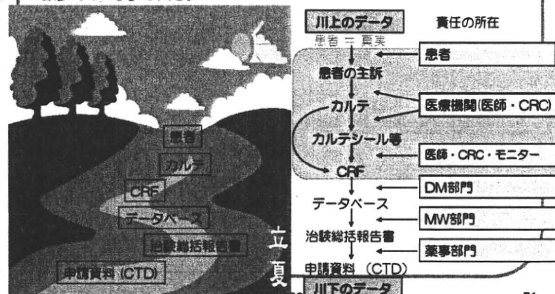 患者
カルテ
CRF
データベース
治験総括報告書
申請資料 (CTD)
立夏
川上のデータ
患者 = 真実
患者の主訴
カルテ
カルテシール等
CRF
データベース
治験総括報告書
申請資料 (CTD)
川下のデータ
責任の所在
患者
医療機関(医師・CRC)
医師・CRC・モニター
DM部門
MW部門
薬事部門